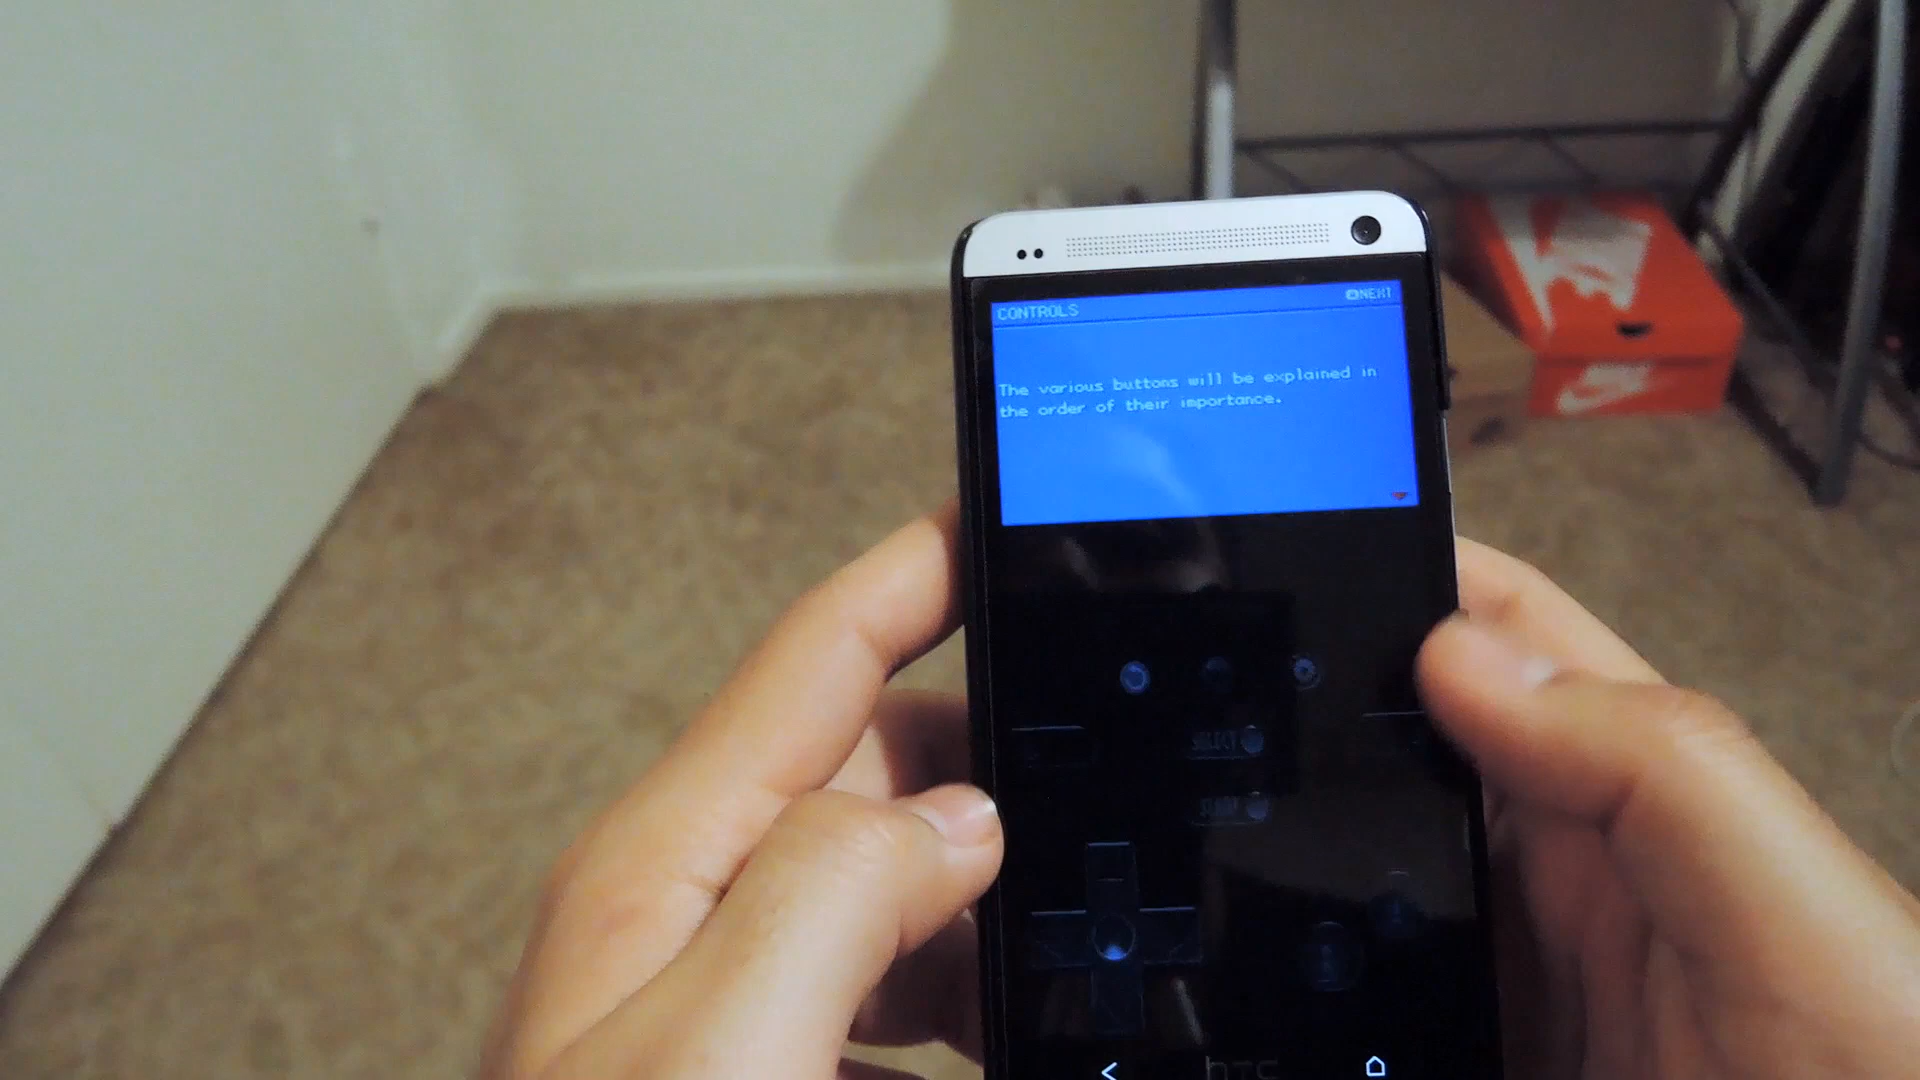 CONTROLS
NEXT
The various buttons will be explained in
the order of their importance.
SELECT
START
hTC